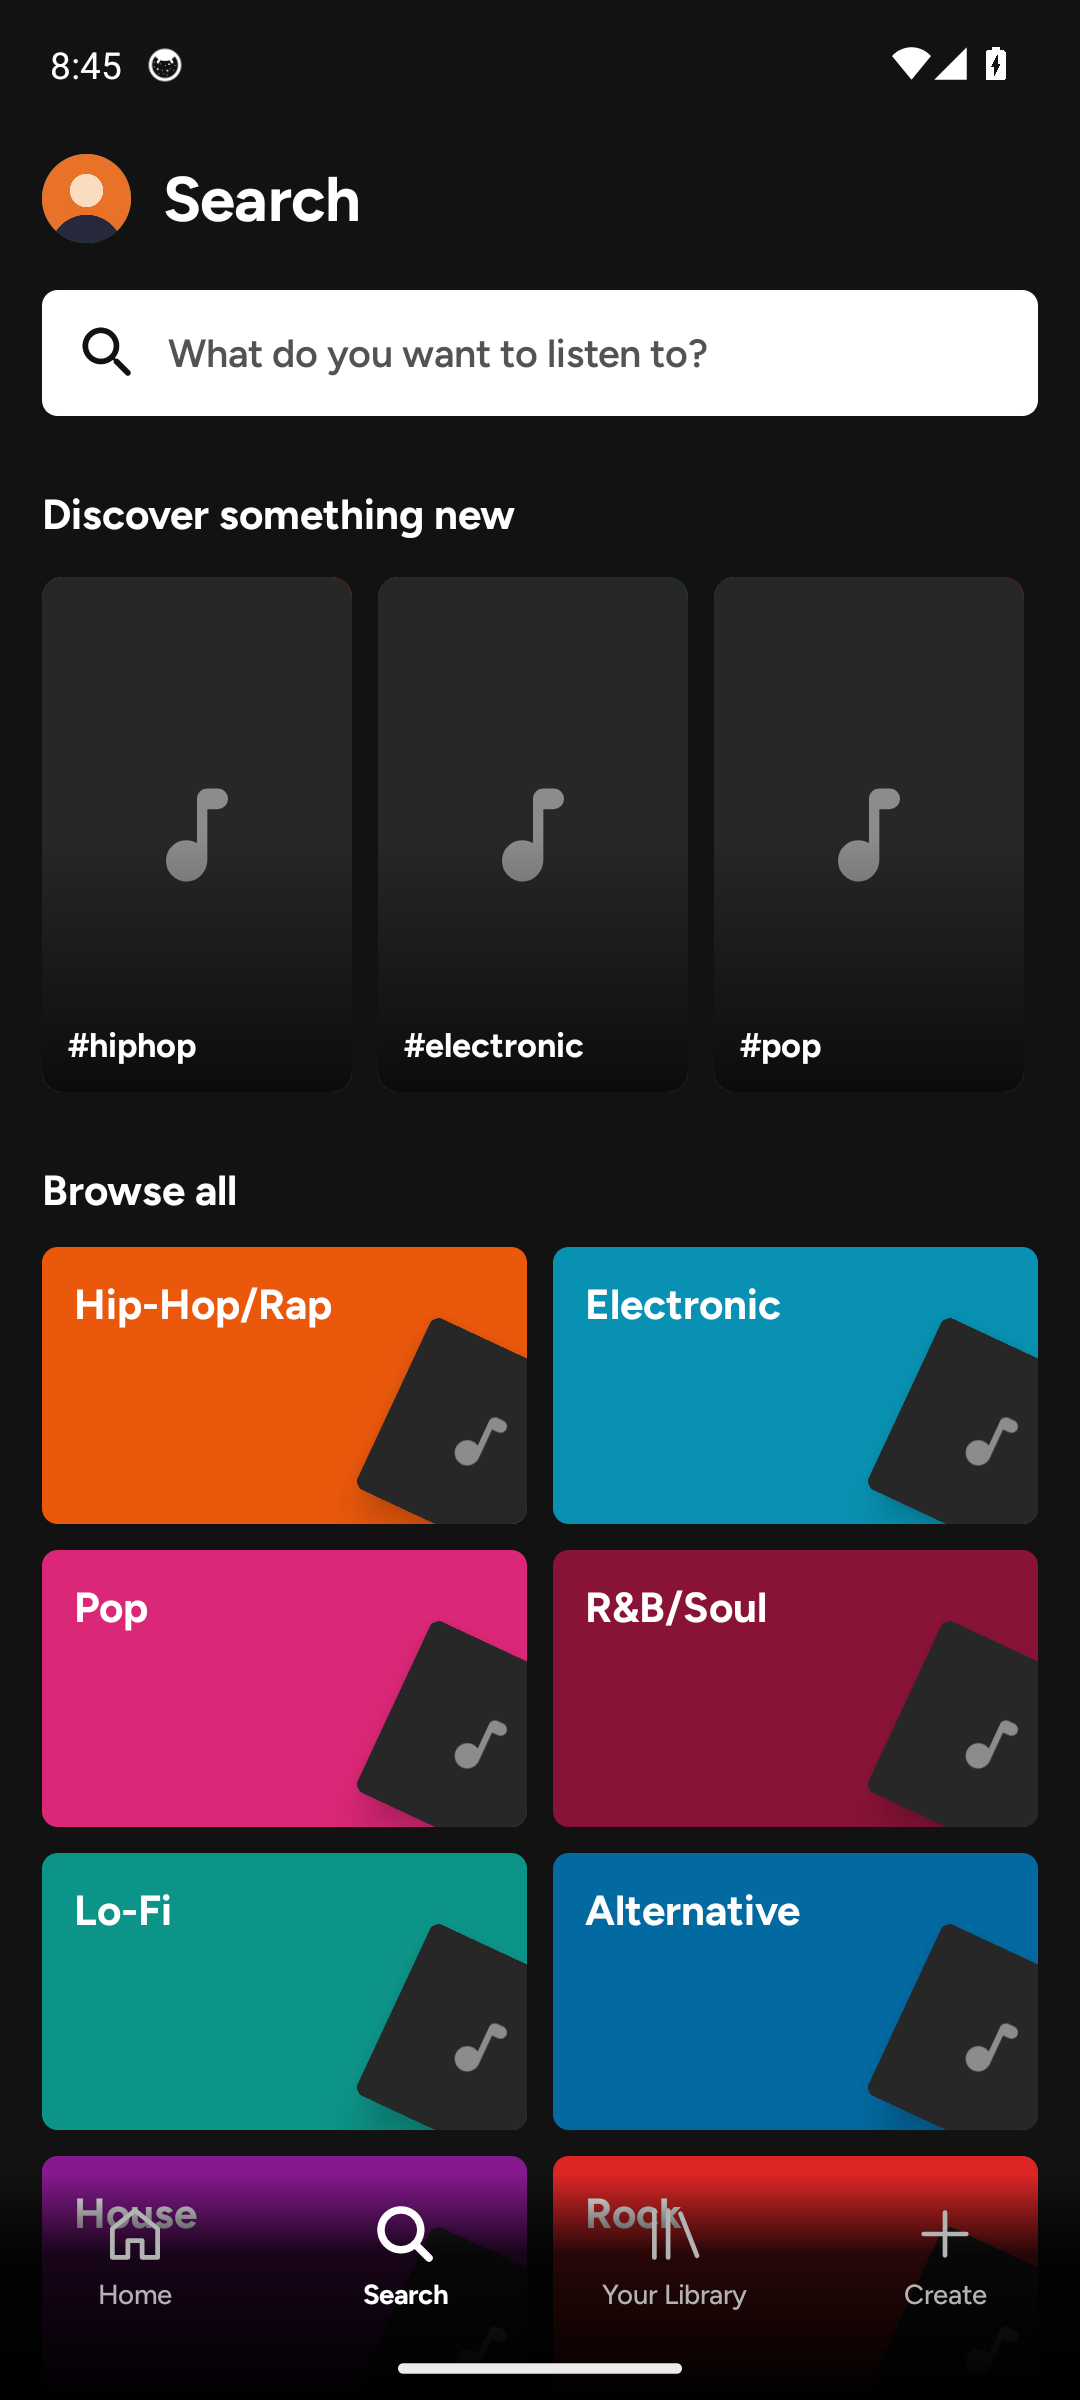 8:45
Search
What do you want to listen to?
Discover something new
#hiphop
#electronic
#pop
Browse all
Hip-Hop/Rap
Electronic
Pop
R&B/Soul
Lo-Fi
Alternative
House
Rock
Home
Search
Your Library
Create